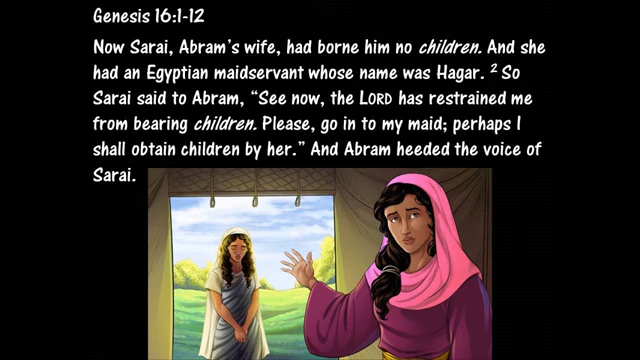 Genesis 16:1-12
Now Sarai, Abram’s wife, had borne him no children. And she
had an Egyptian maidservant whose name was Hagar. ² So
Sarai said to Abram, “See now, the LORD has restrained me
from bearing children. Please, go in to my maid; perhaps I
shall obtain children by her.” And Abram heeded the voice of
Sarai.